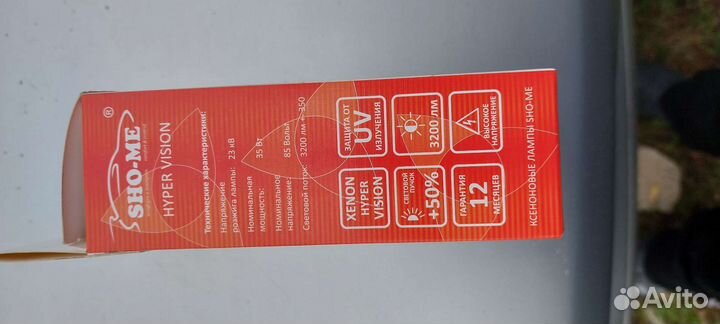 SHO-ME
®
HYPER VISION
Технические характеристики:
Напряжение
розжига лампы: 23 кВ
Номинальная
мощность: 35 Вт
Номинальное
напряжение: 85 Вольт
Световой поток: 3200 лм ± 350
XENON
HYPER
VISION
ЗАЩИТА ОТ
UV
ИЗЛУЧЕНИЯ
СВЕТОВОЙ
ПУЧОК
+50%
3200 лм
ГАРАНТИЯ
12
МЕСЯЦЕВ
ВЫСОКОЕ
НАПРЯЖЕНИЕ
КСЕНОНОВЫЕ ЛАМПЫ SHO-ME
Avito